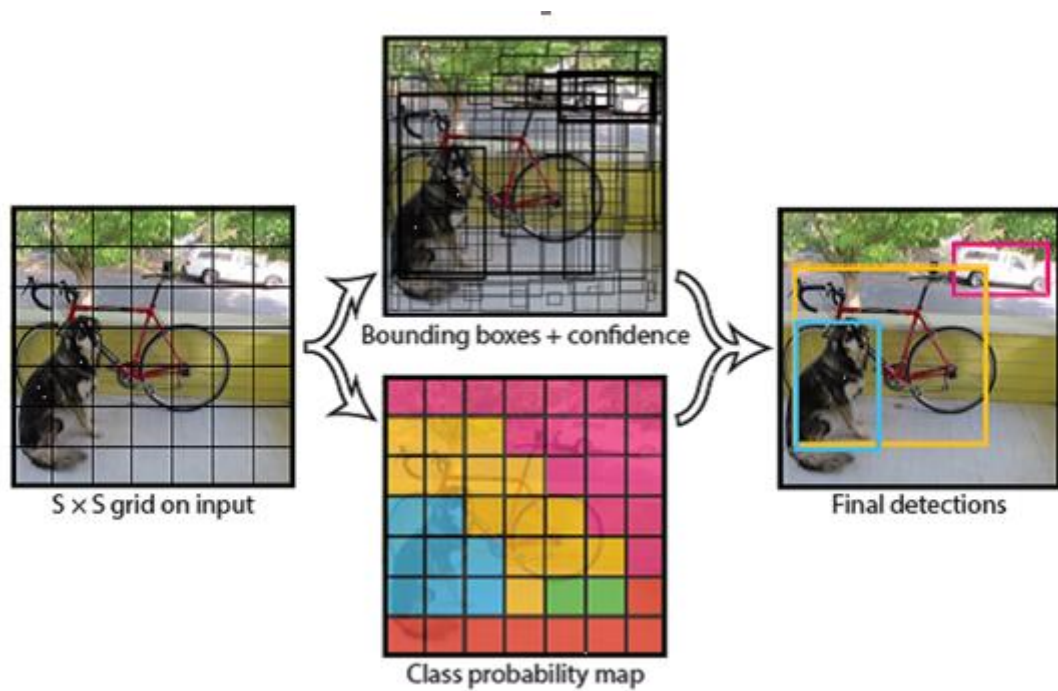 Bounding boxes + confidence
S × S grid on input
Final detections
Class probability map